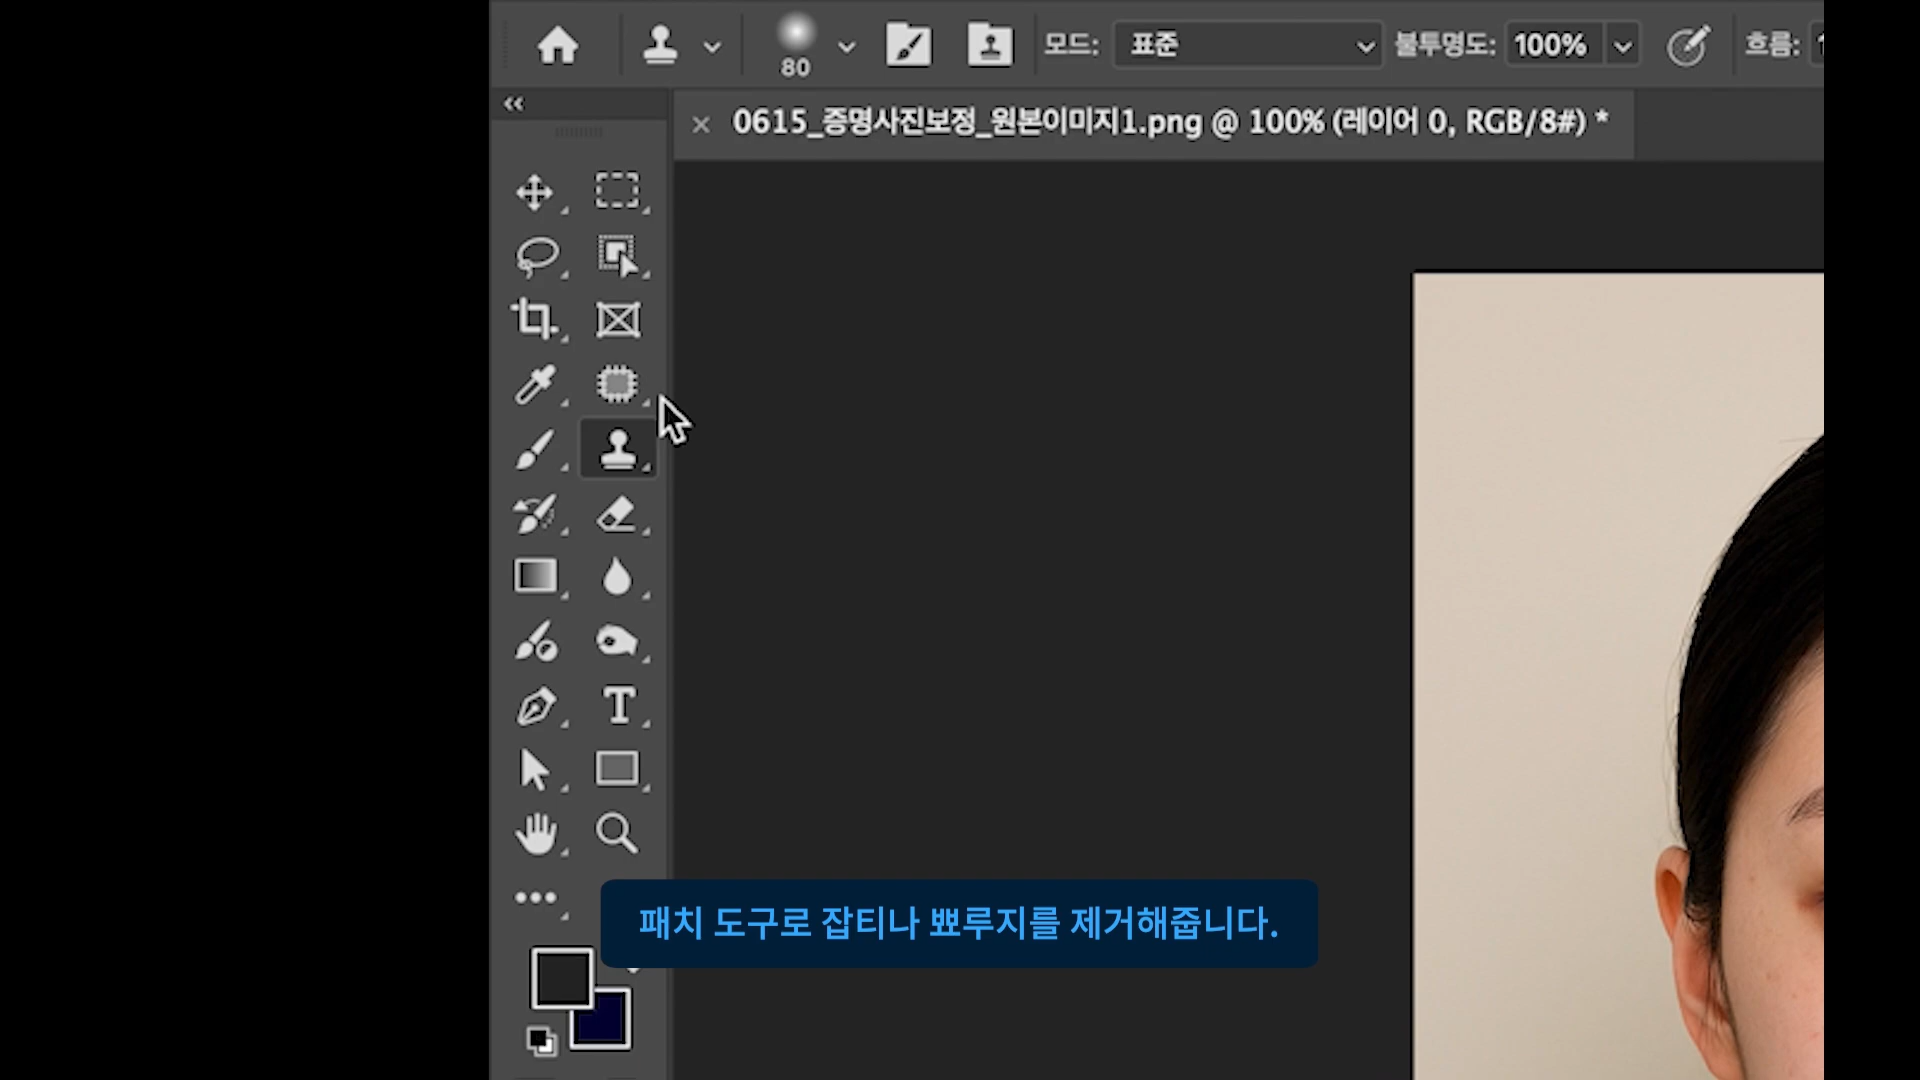 80
모드:
표준
불투명도:
100%
흐름:
0615_증명사진보정_원본이미지1.png @ 100% (레이어 0, RGB/8#) *
패치 도구로 잡티나 뾰루지를 제거해줍니다.